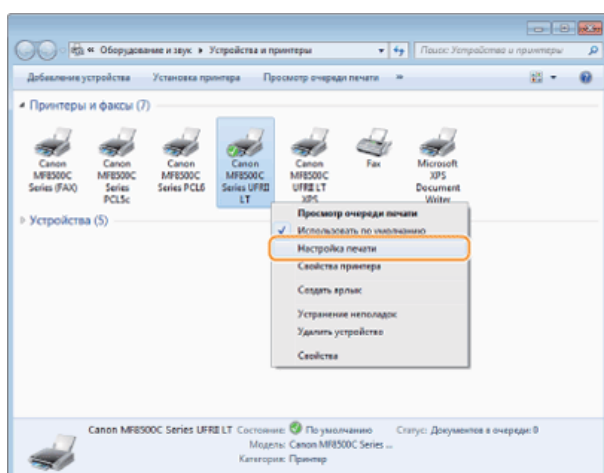 « Оборудование и звук ▸ Устройства и принтеры
Поиск: Устройства и принтеры
Добавление устройства Установка принтера Просмотр очереди печати »
Принтеры и факсы (7)
Canon MF8500C Series (FAX)
Canon MF8500C Series PCL5c
Canon MF8500C Series PCL6
Canon MF8500C Series UFRII LT
Canon MF8500C UFRII LT XPS
Fax
Microsoft XPS Document Writer
Устройства (5)
Просмотр очереди печати
Использовать по умолчанию
Настройка печати
Свойства принтера
Создать ярлык
Устранение неполадок
Удалить устройство
Свойства
Canon MF8500C Series UFRII LT Состояние: По умолчанию Статус: Документов в очереди: 0
Модель: Canon MF8500C Series ...
Категория: Принтер